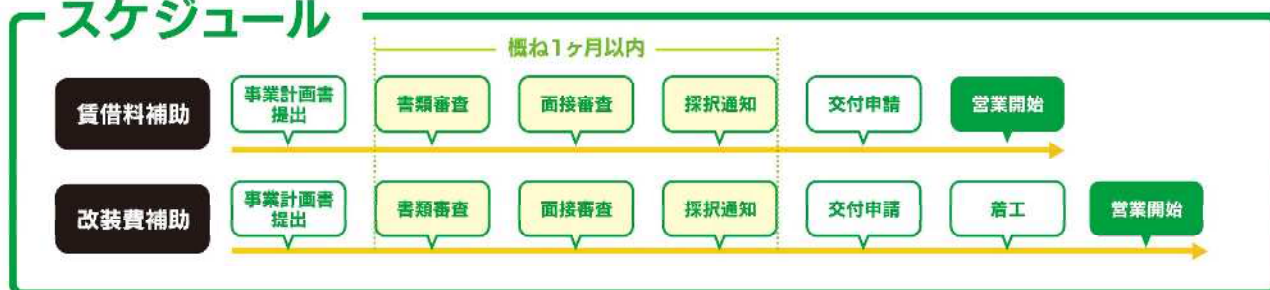 スケジュール
概ね1ヶ月以内
賃借料補助
事業計画書
提出
書類審査
面接審査
採択通知
交付申請
営業開始
改装費補助
事業計画書
提出
書類審査
面接審査
採択通知
交付申請
着工
営業開始